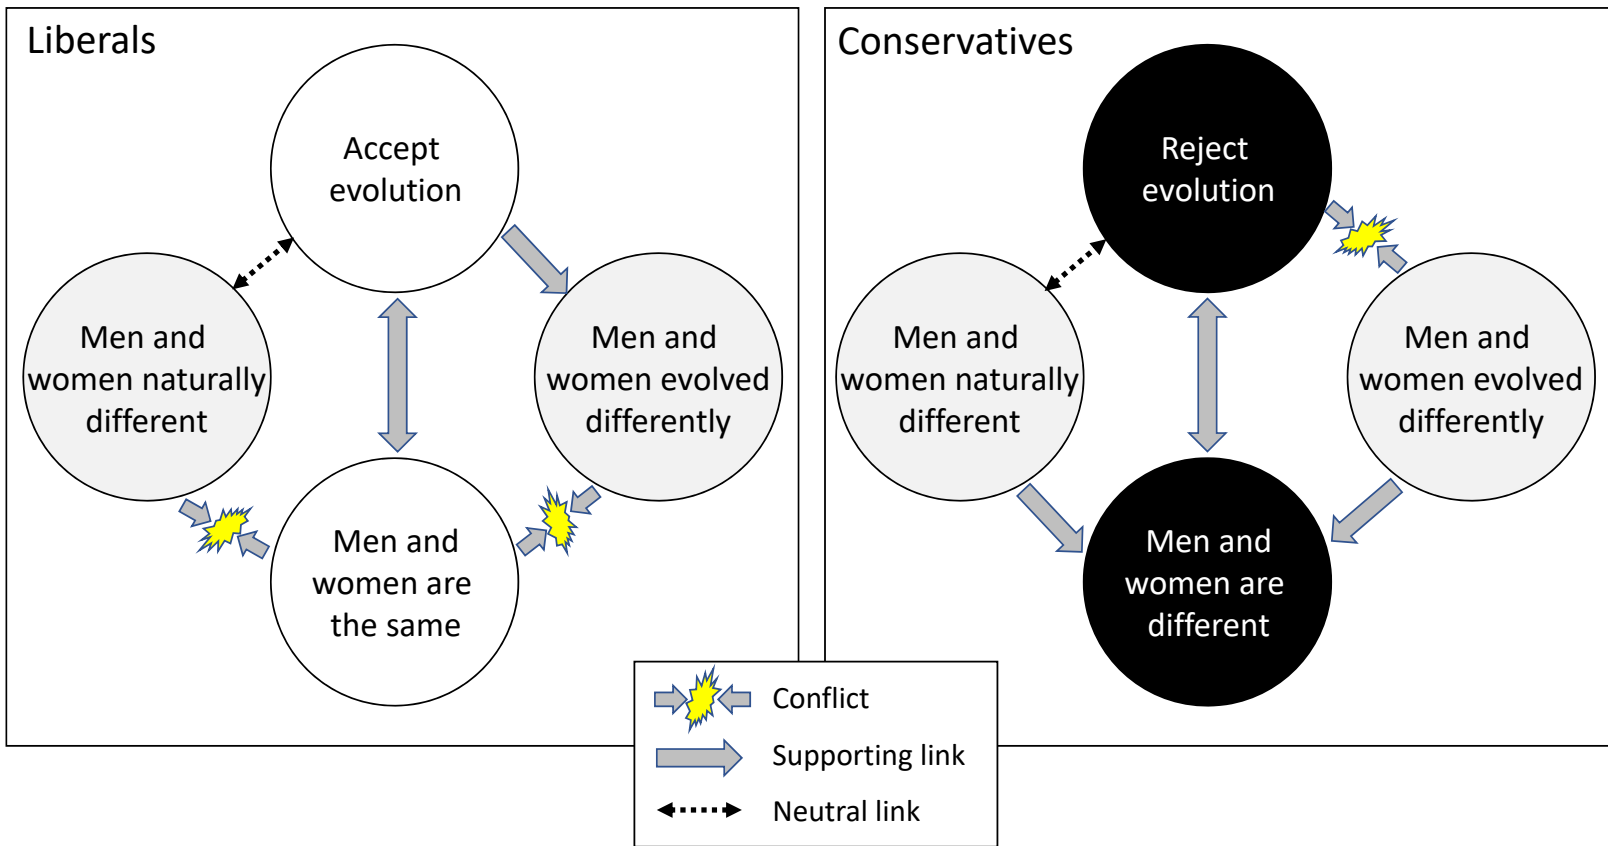 Liberals
Accept
evolution
Men and
women naturally
different
Men and
women evolved
differently
Men and
women are
the same
Conservatives
Reject
evolution
Men and
women naturally
different
Men and
women evolved
differently
Men and
women are
different
Conflict
Supporting link
Neutral link